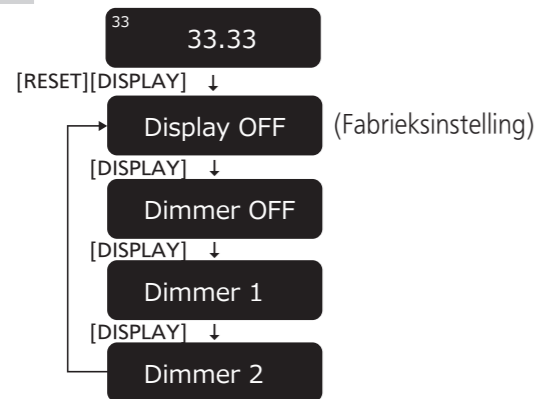 33
33.33
[RESET][DISPLAY] ↓
Display OFF (Fabrieksinstelling)
[DISPLAY] ↓
Dimmer OFF
[DISPLAY] ↓
Dimmer 1
[DISPLAY] ↓
Dimmer 2